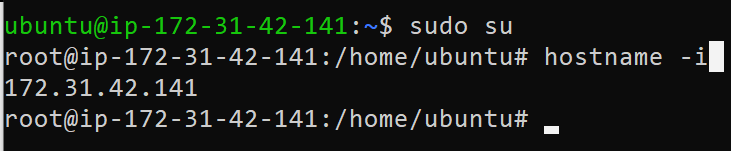 ubuntu@ip-172-31-42-141:~$ sudo su
root@ip-172-31-42-141:/home/ubuntu# hostname -i
172.31.42.141
root@ip-172-31-42-141:/home/ubuntu#